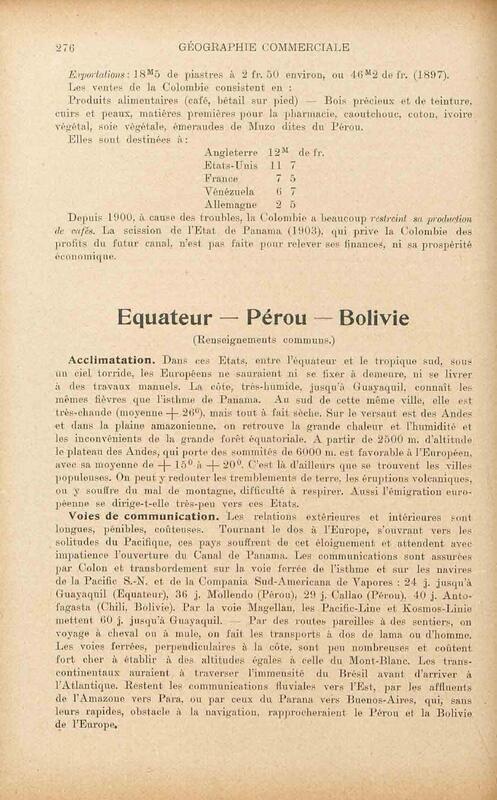 276 GÉOGRAPHIE COMMERCIALE
Exportations : 18ᴹ5 de piastres à 2 fr. 50 environ, ou 46ᴹ2 de fr. (1897).
Les ventes de la Colombie consistent en :
Produits alimentaires (café, bétail sur pied) — Bois précieux et de teinture,
cuirs et peaux, matières premières pour la pharmacie, caoutchouc, coton, ivoire
végétal, soie végétale, émeraudes de Muzo dites du Pérou.
Elles sont destinées à :
Angleterre 12ᴹ de fr.
Etats-Unis 11 7
France 7 5
Vénézuela 6 7
Allemagne 2 5
Depuis 1900, à cause des troubles, la Colombie a beaucoup restreint sa production
de cafés. La scission de l'Etat de Panama (1903), qui prive la Colombie des
profits du futur canal, n'est pas faite pour relever ses finances, ni sa prospérité
économique.
Equateur — Pérou — Bolivie
(Renseignements communs.)
Acclimatation. Dans ces Etats, entre l'équateur et le tropique sud, sous
un ciel torride, les Européens ne sauraient ni se fixer à demeure, ni se livrer
à des travaux manuels. La côte, très-humide, jusqu'à Guayaquil, connaît les
mêmes fièvres que l'isthme de Panama. Au sud de cette même ville, elle est
très-chaude (moyenne + 26⁰), mais tout à fait sèche. Sur le versant est des Andes
et dans la plaine amazonienne, on retrouve la grande chaleur et l'humidité et
les inconvénients de la grande forêt équatoriale. A partir de 2500 m. d'altitude
le plateau des Andes, qui porte des sommités de 6000 m. est favorable à l'Européen,
avec sa moyenne de + 15⁰ à + 20⁰. C'est là d'ailleurs que se trouvent les villes
populeuses. On peut y redouter les tremblements de terre, les éruptions volcaniques,
ou y souffre du mal de montagne, difficulté à respirer. Aussi l'émigration euro-
péenne se dirige-t-elle très-peu vers ces Etats.
Voies de communication. Les relations extérieures et intérieures sont
longues, pénibles, coûteuses. Tournant le dos à l'Europe, s'ouvrant vers les
solitudes du Pacifique, ces pays souffrent de cet éloignement et attendent avec
impatience l'ouverture du Canal de Panama. Les communications sont assurées
par Colon et transbordement sur la voie ferrée de l'isthme et sur les navires
de la Pacific S.-N. et de la Compania Sud-Americana de Vapores : 24 j. jusqu'à
Guayaquil (Equateur), 36 j. Mollendo (Pérou), 29 j. Callao (Pérou), 40 j. Anto-
fagasta (Chili, Bolivie). Par la voie Magellan, les Pacific-Line et Kosmos-Linie
mettent 60 j. jusqu'à Guayaquil. — Par des routes pareilles à des sentiers, on
voyage à cheval ou à mule, on fait les transports à dos de lama ou d'homme.
Les voies ferrées, perpendiculaires à la côte, sont peu nombreuses et coûtent
fort cher à établir à des altitudes égales à celle du Mont-Blanc. Les trans-
continentaux auraient à traverser l'immensité du Brésil avant d'arriver à
l'Atlantique. Restent les communications fluviales vers l'Est, par les affluents
de l'Amazone vers Para, ou par ceux du Parana vers Buenos-Aires, qui, sans
leurs rapides, obstacle à la navigation, rapprocheraient le Pérou et la Bolivie
de l'Europe.